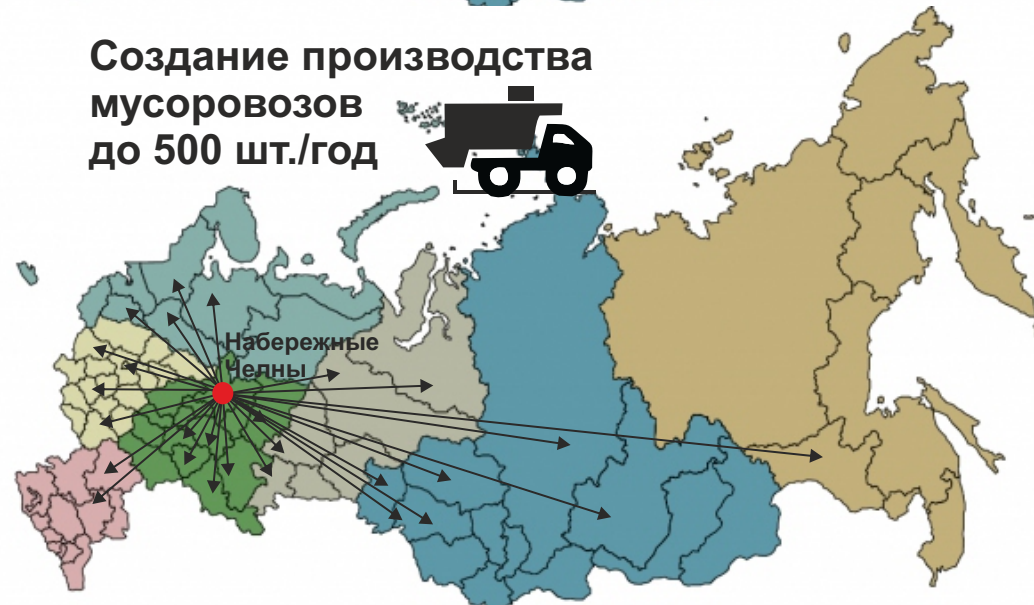 Создание производства
мусоровозов
до 500 шт./год
Набережные
Челны